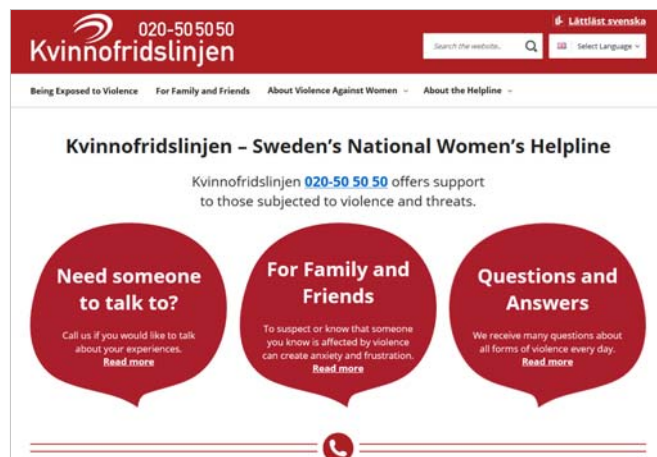 020-50 50 50
Kvinnofridslinjen
Lättläst svenska
Search the website..
Select Language
Being Exposed to Violence
For Family and Friends
About Violence Against Women
About the Helpline
Kvinnofridslinjen – Sweden’s National Women’s Helpline
Kvinnofridslinjen 020-50 50 50 offers support
to those subjected to violence and threats.
Need someone
to talk to?
Call us if you would like to talk
about your experiences.
Read more
For Family and
Friends
To suspect or know that someone
you know is affected by violence
can create anxiety and frustration.
Read more
Questions and
Answers
We receive many questions about
all forms of violence every day.
Read more